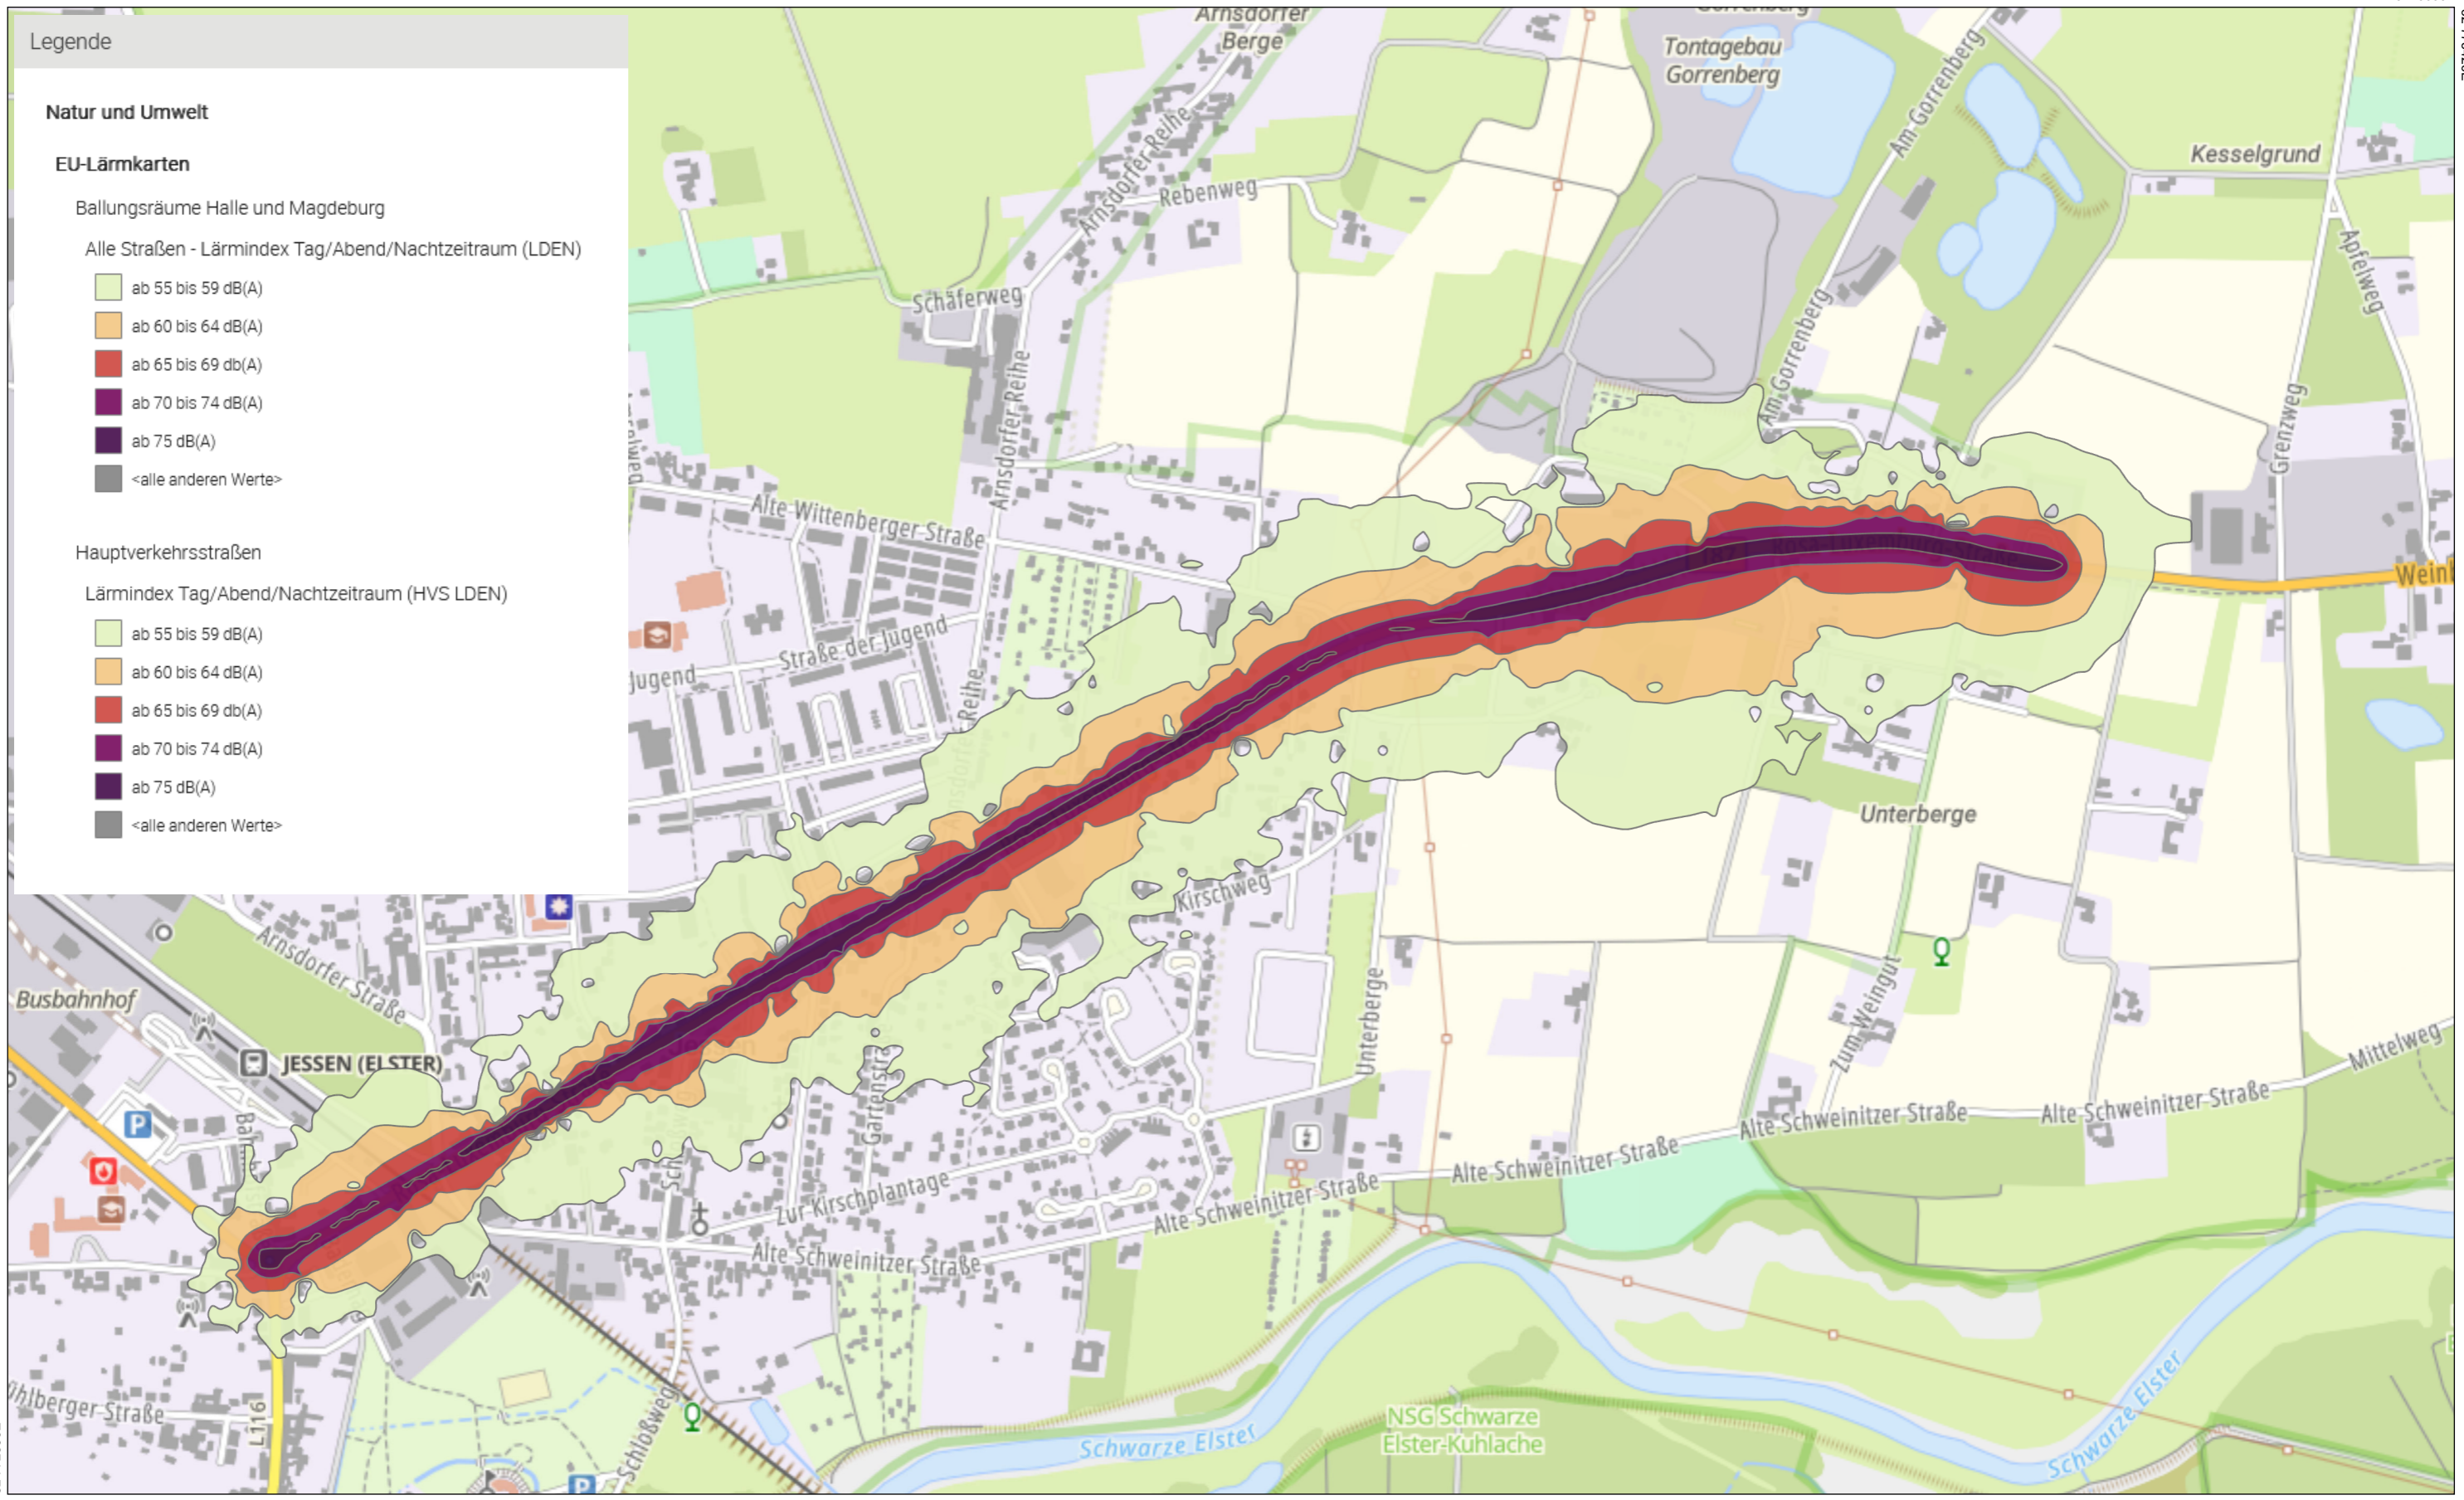 Legende
Natur und Umwelt
EU-Lärmkarten
Ballungsräume Halle und Magdeburg
Alle Straßen - Lärmindex Tag/Abend/Nachtzeitraum (LDEN)
ab 55 bis 59 dB(A)
ab 60 bis 64 dB(A)
ab 65 bis 69 db(A)
ab 70 bis 74 dB(A)
ab 75 dB(A)
<alle anderen Werte>
Hauptverkehrsstraßen
Lärmindex Tag/Abend/Nachtzeitraum (HVS LDEN)
ab 55 bis 59 dB(A)
ab 60 bis 64 dB(A)
ab 65 bis 69 db(A)
ab 70 bis 74 dB(A)
ab 75 dB(A)
<alle anderen Werte>
Arnsdorfer
Berge
Gorrenberg
Tontagebau
Gorrenberg
Am Gorrenberg
Kesselgrund
Arnsdorfer Reihe
Rebenweg
Apfelweg
Schäferweg
Am Gorrenberg
Arnsdorfer Reihe
Grenzweg
Alte Wittenberger Straße
Weinb
Straße der Jugend
Jugend
Reihe
Unterberge
Kirschweg
Arnsdorfer Straße
Busbahnhof
JESSEN (ELSTER)
P
Unterberge
Zum Weingut
Mittelweg
Gartenstra
Alte Schweinitzer Straße
Alte Schweinitzer Straße
Alte Schweinitzer Straße
Zur Kirschplantage
Alte Schweinitzer Straße
Alte Schweinitzer Straße
Sch
L116
hlberger Straße
Schloßweg
P
Schwarze Elster
NSG Schwarze
Elster-Kuhlache
Schwarze Elster